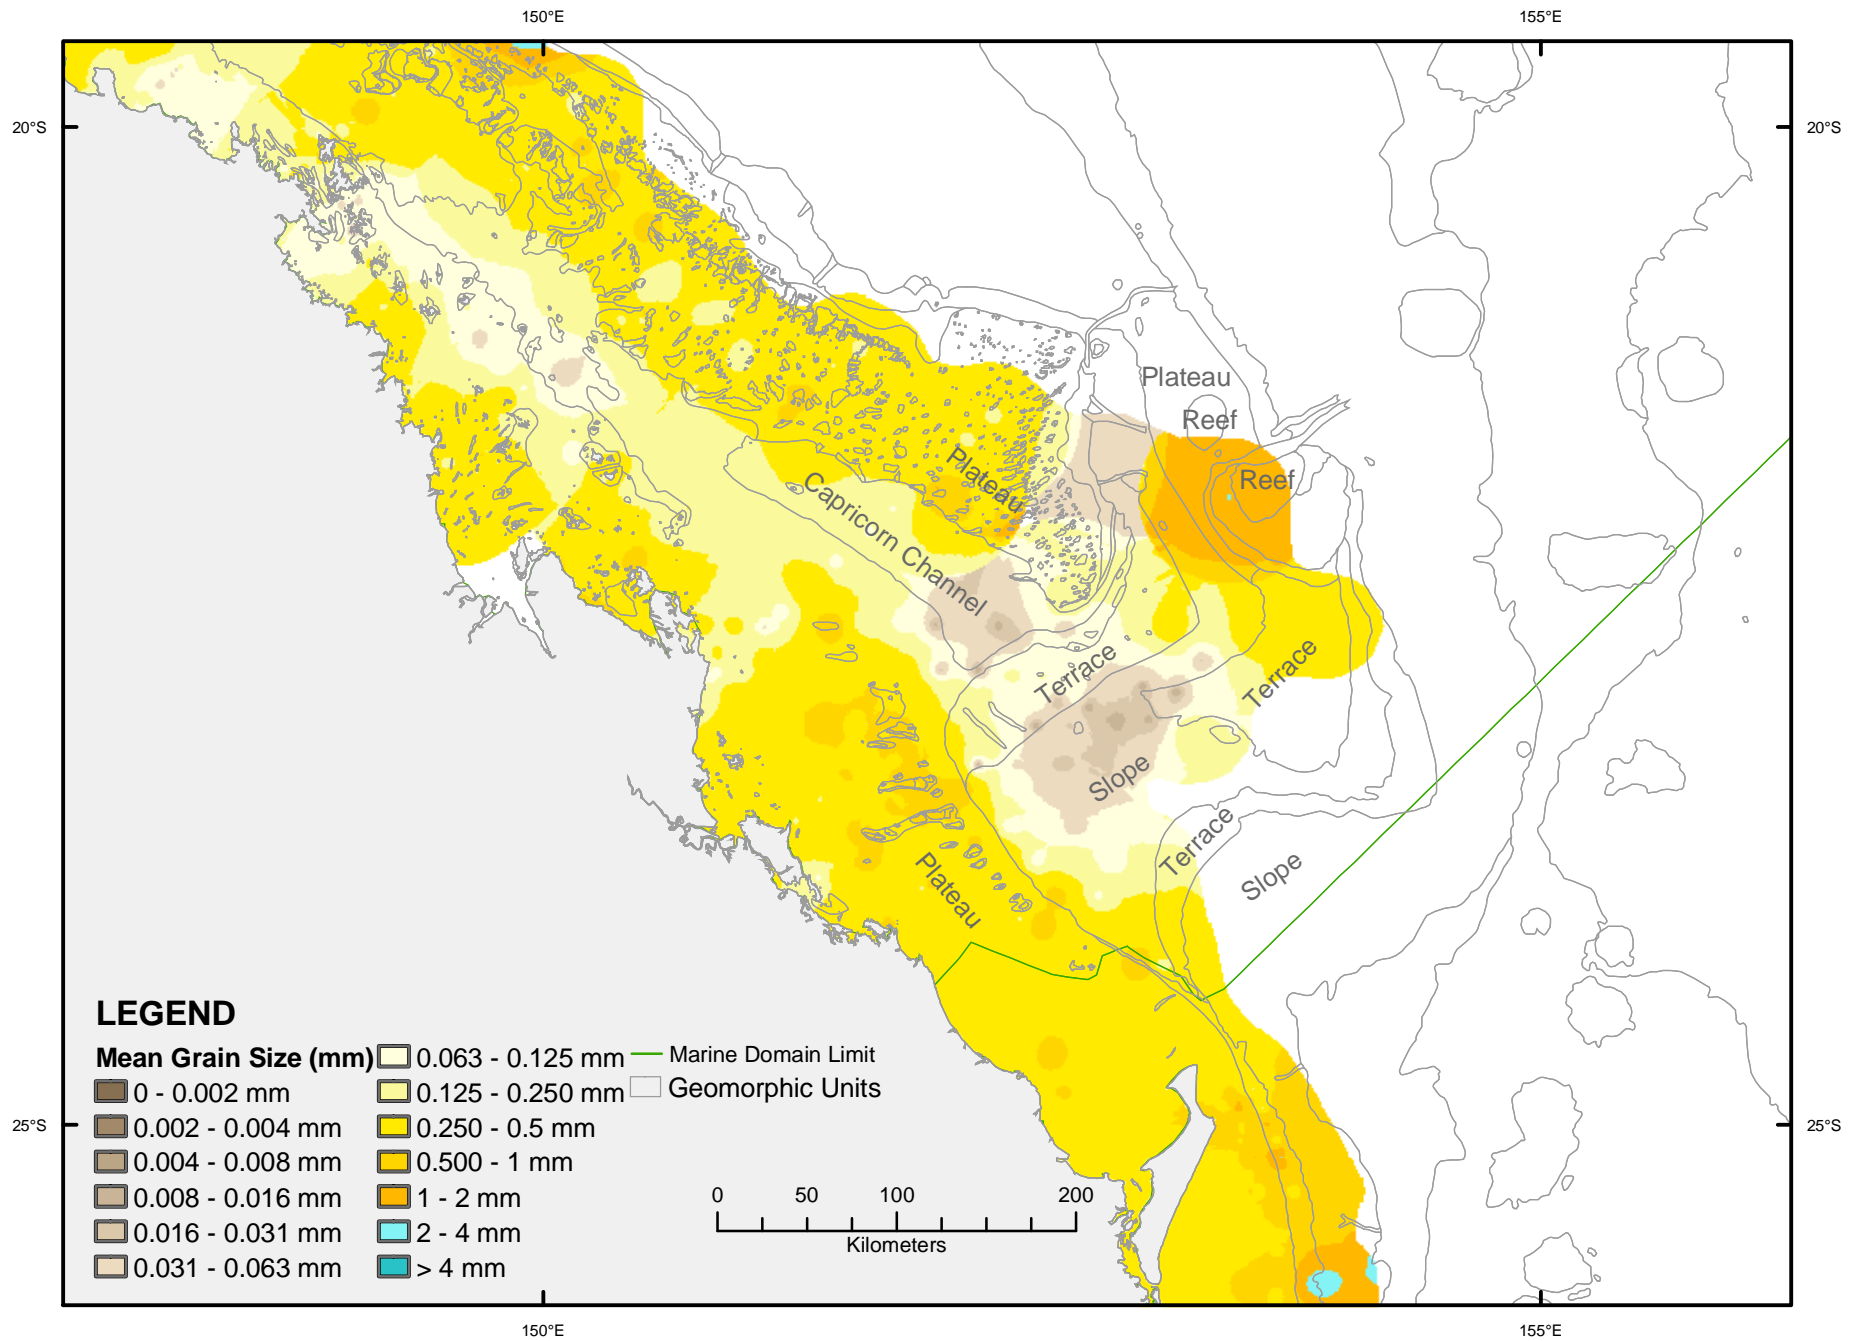 150°E
155°E
20°S
20°S
Plateau
Reef
Reef
Plateau
Capricorn Channel
Terrace
Terrace
Slope
Terrace
Slope
Plateau
LEGEND
Mean Grain Size (mm)
0 - 0.002 mm
0.002 - 0.004 mm
0.004 - 0.008 mm
0.008 - 0.016 mm
0.016 - 0.031 mm
0.031 - 0.063 mm
0.063 - 0.125 mm
0.125 - 0.250 mm
0.250 - 0.5 mm
0.500 - 1 mm
1 - 2 mm
2 - 4 mm
> 4 mm
Marine Domain Limit
Geomorphic Units
25°S
25°S
0 50 100 200
Kilometers
150°E
155°E